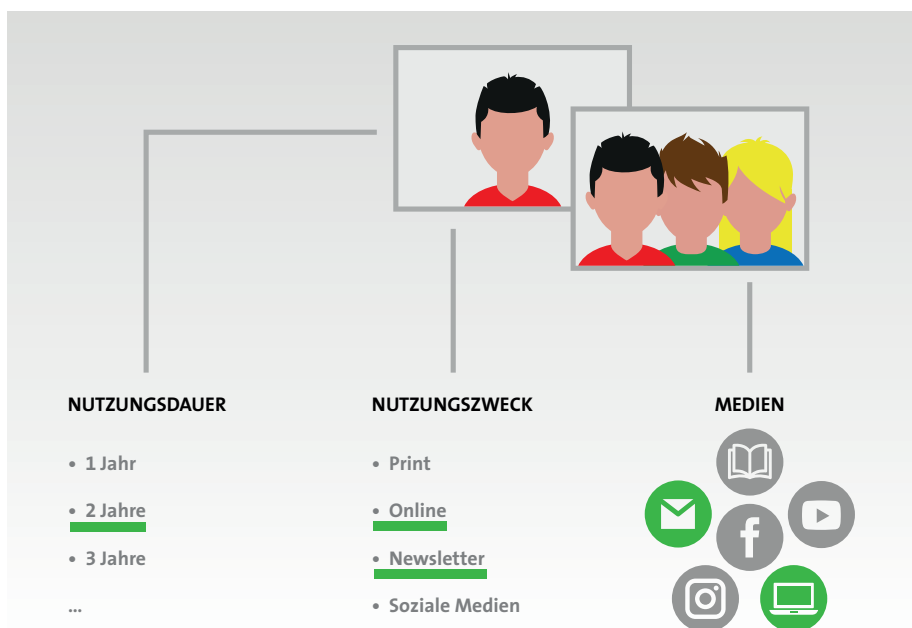 NUTZUNGSDAUER
• 1 Jahr
• 2 Jahre
• 3 Jahre
...
NUTZUNGSZWECK
• Print
• Online
• Newsletter
• Soziale Medien
MEDIEN